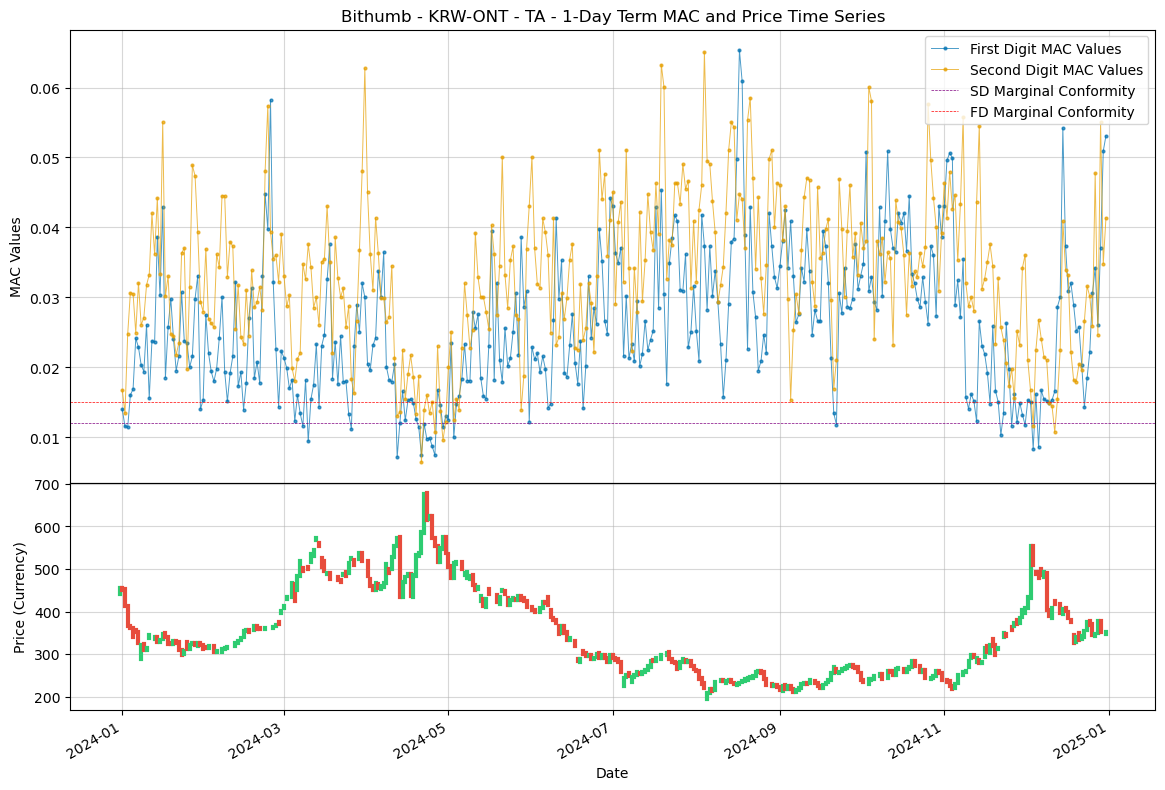 Bithumb - KRW-ONT - TA - 1-Day Term MAC and Price Time Series
First Digit MAC Values
Second Digit MAC Values
SD Marginal Conformity
FD Marginal Conformity
MAC Values
0.06
0.05
0.04
0.03
0.02
0.01
Price (Currency)
700
600
500
400
300
200
2024-01
2024-03
2024-05
2024-07
2024-09
2024-11
2025-01
Date